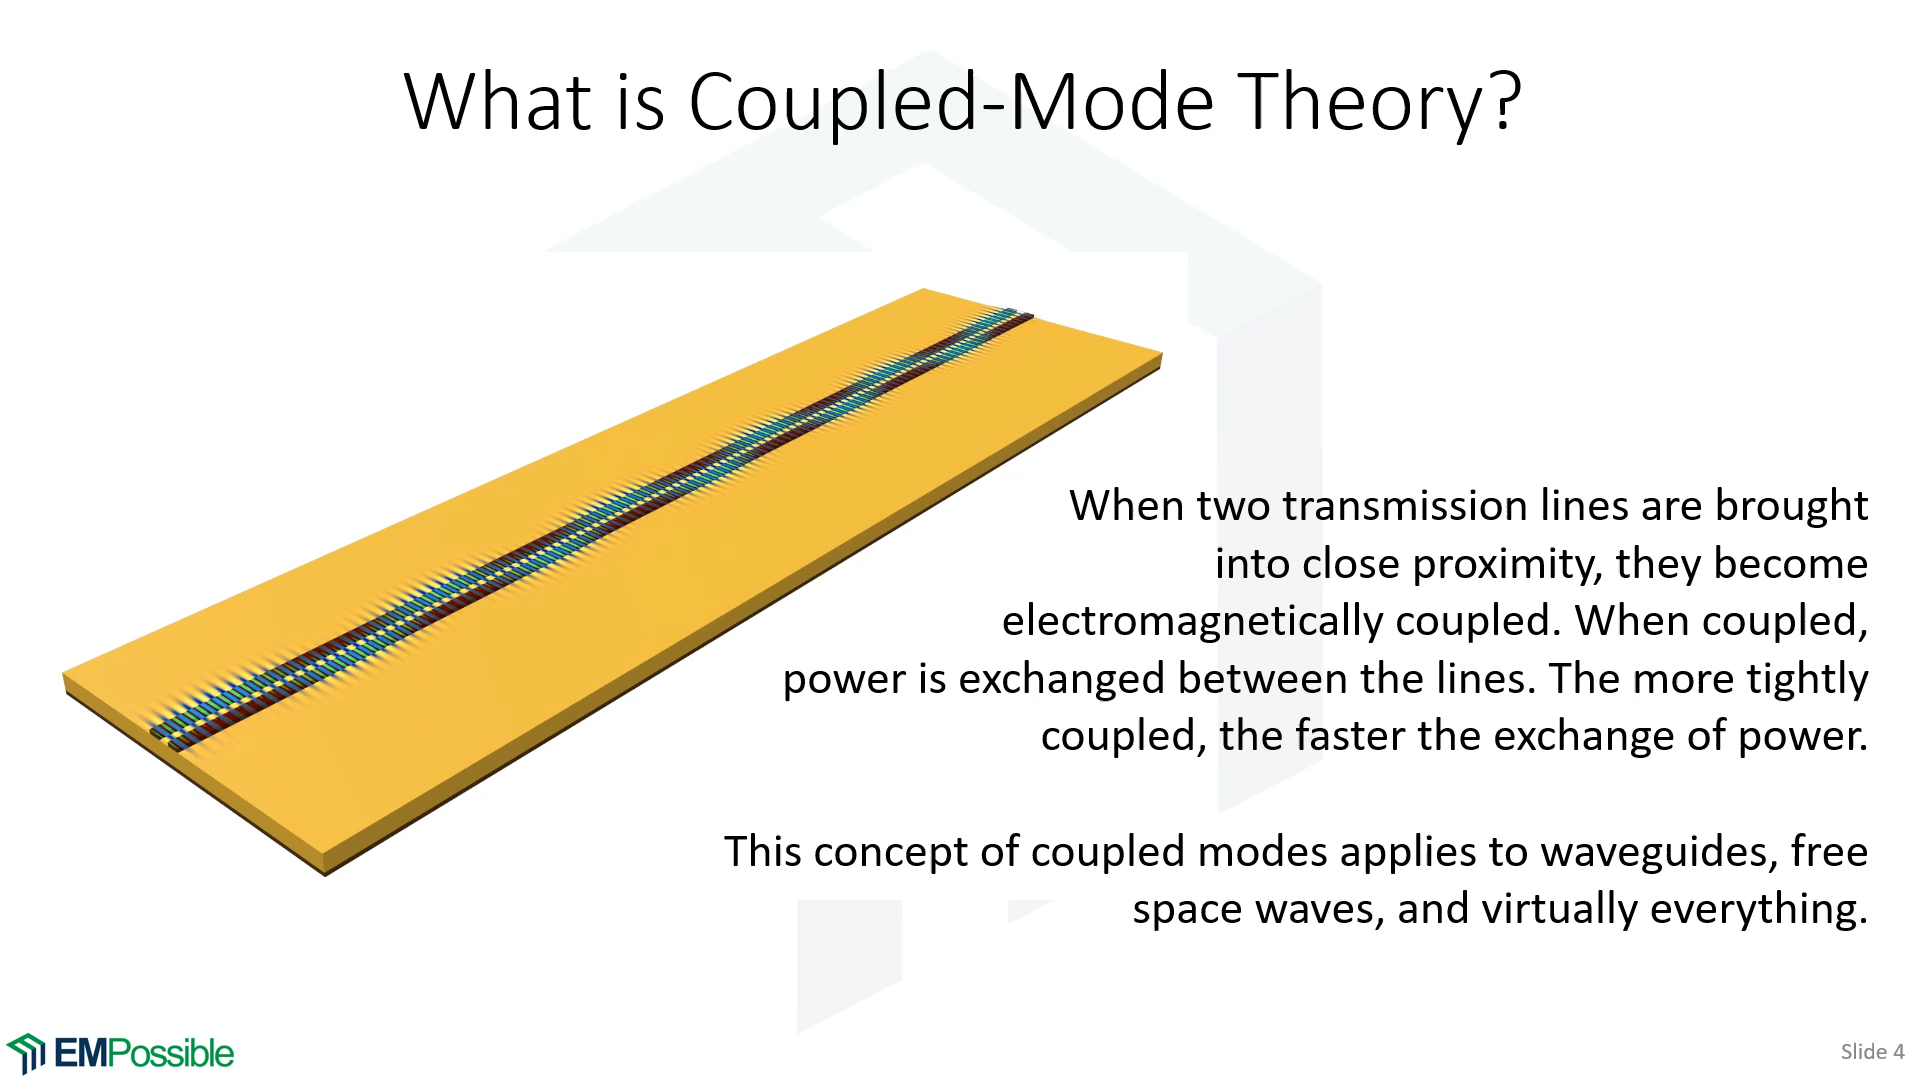 What is Coupled-Mode Theory?
When two transmission lines are brought
into close proximity, they become
electromagnetically coupled. When coupled,
power is exchanged between the lines. The more tightly
coupled, the faster the exchange of power.
This concept of coupled modes applies to waveguides, free
space waves, and virtually everything.
EMPossible
Slide 4